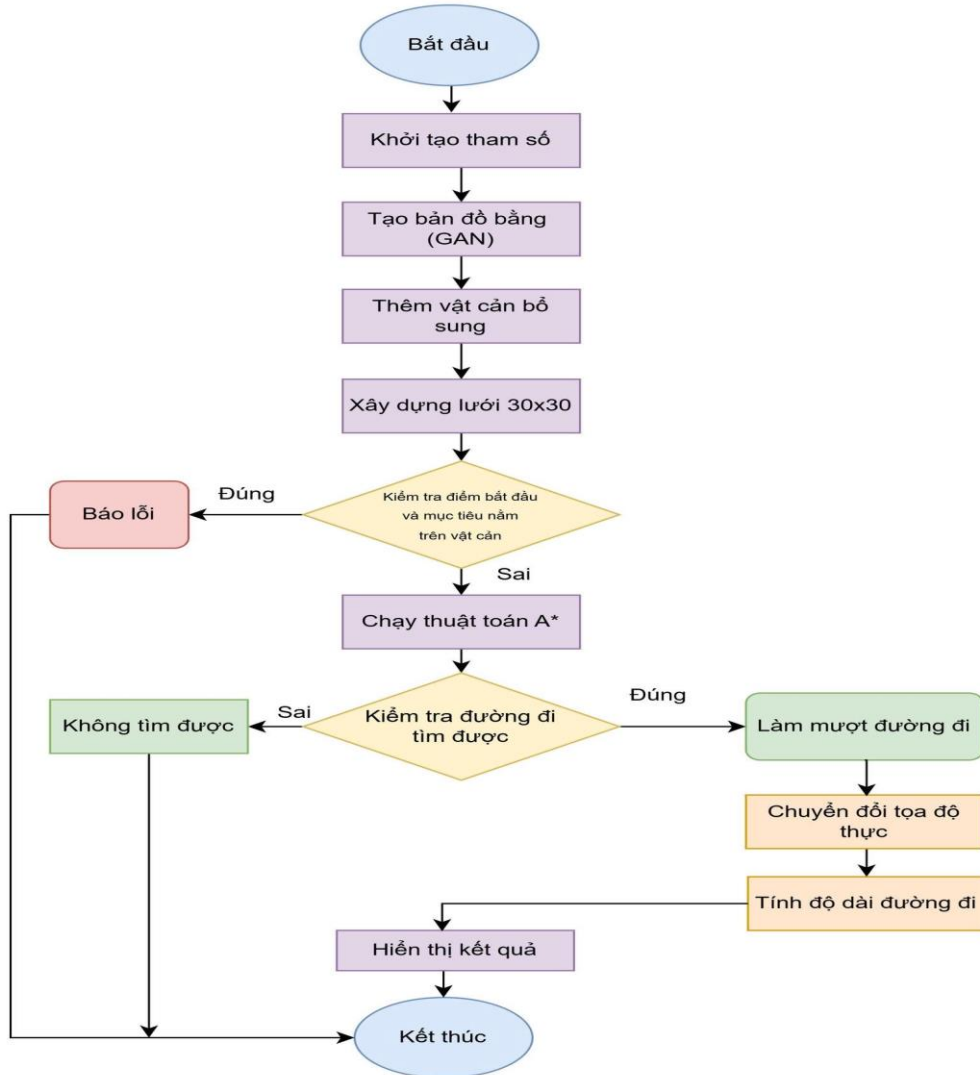 Bắt đầu
Khởi tạo tham số
Tạo bản đồ bằng
(GAN)
Thêm vật cản bổ
sung
Xây dựng lưới 30x30
Kiểm tra điểm bắt đầu
và mục tiêu nằm
trên vật cản
Đúng
Báo lỗi
Sai
Chạy thuật toán A*
Kiểm tra đường đi
tìm được
Sai
Không tìm được
Đúng
Làm mượt đường đi
Chuyển đổi tọa độ
thực
Tính độ dài đường đi
Hiển thị kết quả
Kết thúc